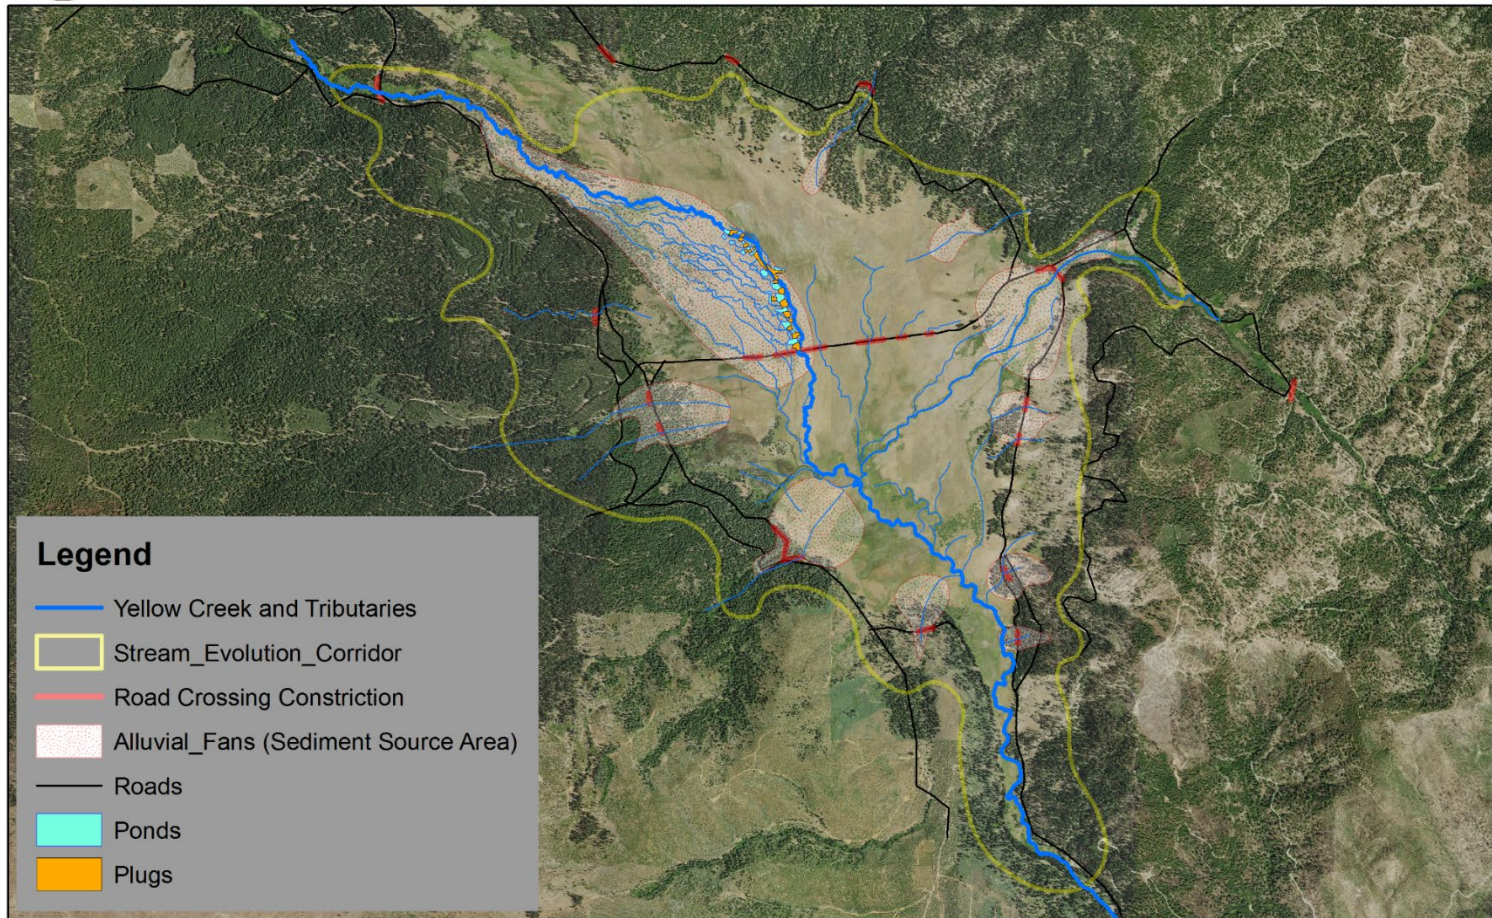 Legend
Yellow Creek and Tributaries
Stream_Evolution_Corridor
Road Crossing Constriction
Alluvial_Fans (Sediment Source Area)
Roads
Ponds
Plugs